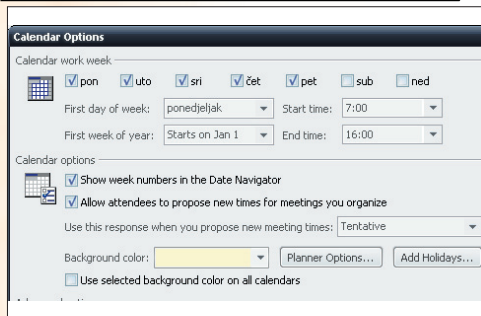 Calendar Options
Calendar work week
pon uto sri čet pet sub ned
First day of week: ponedjeljak Start time: 7:00
First week of year: Starts on Jan 1 End time: 16:00
Calendar options
Show week numbers in the Date Navigator
Allow attendees to propose new times for meetings you organize
Use this response when you propose new meeting times: Tentative
Background color: Planner Options... Add Holidays...
Use selected background color on all calendars